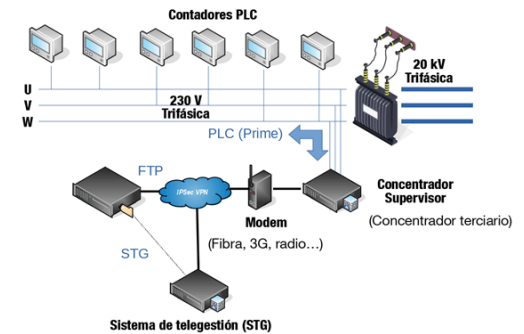 Contadores PLC
20 kV
Trifásica
U
V
W
230 V
Trifásica
PLC (Prime)
FTP
IPSec VPN
Concentrador
Supervisor
(Concentrador terciario)
Modem
(Fibra, 3G, radio…)
STG
Sistema de telegestión (STG)